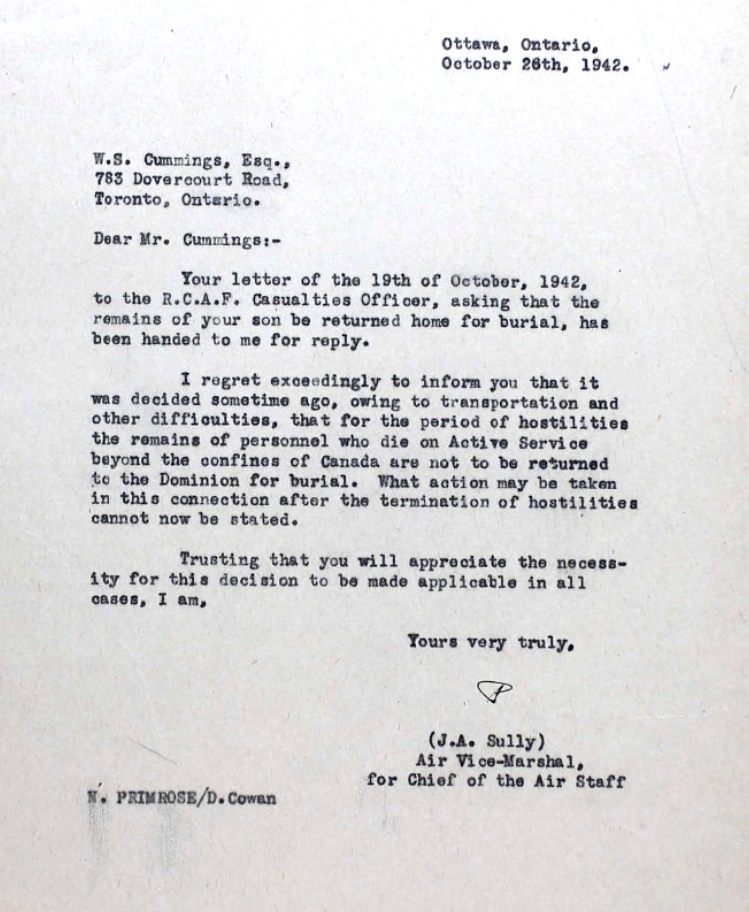 Ottawa, Ontario,
October 26th, 1942.
W.S. Cummings, Esq.,
783 Dovercourt Road,
Toronto, Ontario.
Dear Mr. Cummings:-
Your letter of the 19th of October, 1942,
to the R.C.A.F. Casualties Officer, asking that the
remains of your son be returned home for burial, has
been handed to me for reply.
I regret exceedingly to inform you that it
was decided sometime ago, owing to transportation and
other difficulties, that for the period of hostilities
the remains of personnel who die on Active Service
beyond the confines of Canada are not to be returned
to the Dominion for burial. What action may be taken
in this connection after the termination of hostilities
cannot now be stated.
Trusting that you will appreciate the necess-
ity for this decision to be made applicable in all
cases, I am,
Yours very truly,
(J.A. Sully)
Air Vice-Marshal,
for Chief of the Air Staff
N. PRIMROSE/D.Cowan